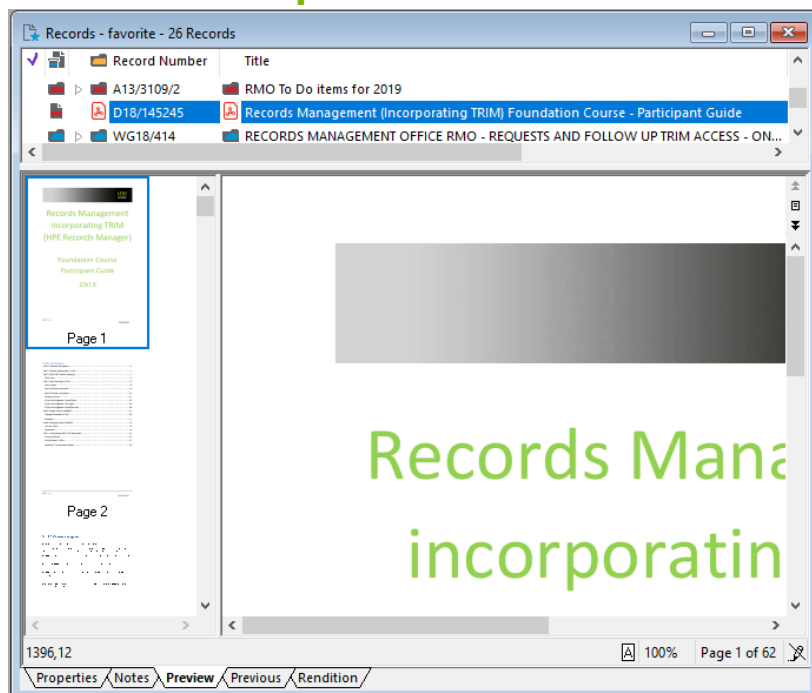 Records - favorite - 26 Records
Record Number Title
A13/3109/2 RMO To Do items for 2019
D18/145245 Records Management (Incorporating TRIM) Foundation Course - Participant Guide
WG18/414 RECORDS MANAGEMENT OFFICE RMO - REQUESTS AND FOLLOW UP TRIM ACCESS - ON...
Records Management
incorporating TRIM
(HPE Records Manager)
Foundation Course
Participant Guide
2019
Page 1
Page 2
Records Mana
incorporatin
1396,12 A 100% Page 1 of 62
Properties Notes Preview Previous Rendition